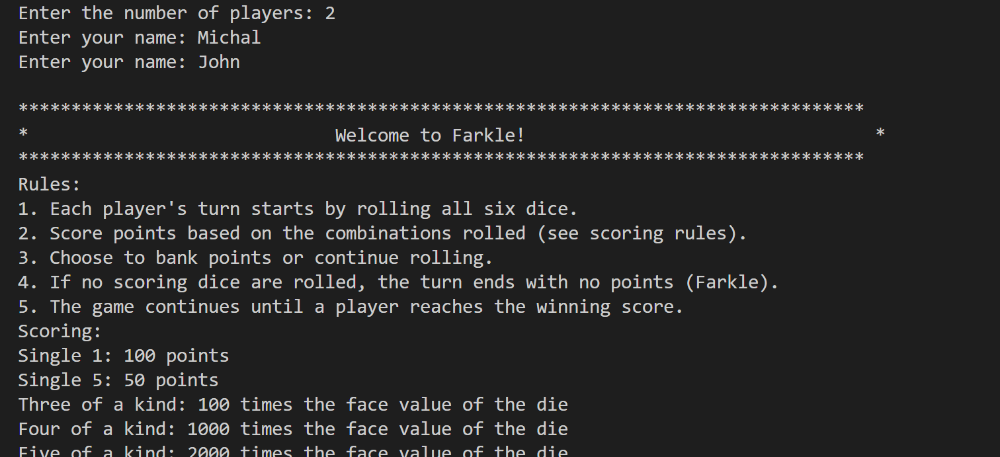 Enter the number of players: 2
Enter your name: Michal
Enter your name: John
********************************************************************************
*                             Welcome to Farkle!                                 *
********************************************************************************
Rules:
1. Each player's turn starts by rolling all six dice.
2. Score points based on the combinations rolled (see scoring rules).
3. Choose to bank points or continue rolling.
4. If no scoring dice are rolled, the turn ends with no points (Farkle).
5. The game continues until a player reaches the winning score.
Scoring:
Single 1: 100 points
Single 5: 50 points
Three of a kind: 100 times the face value of the die
Four of a kind: 1000 times the face value of the die
Five of a kind: 2000 times the face value of the die